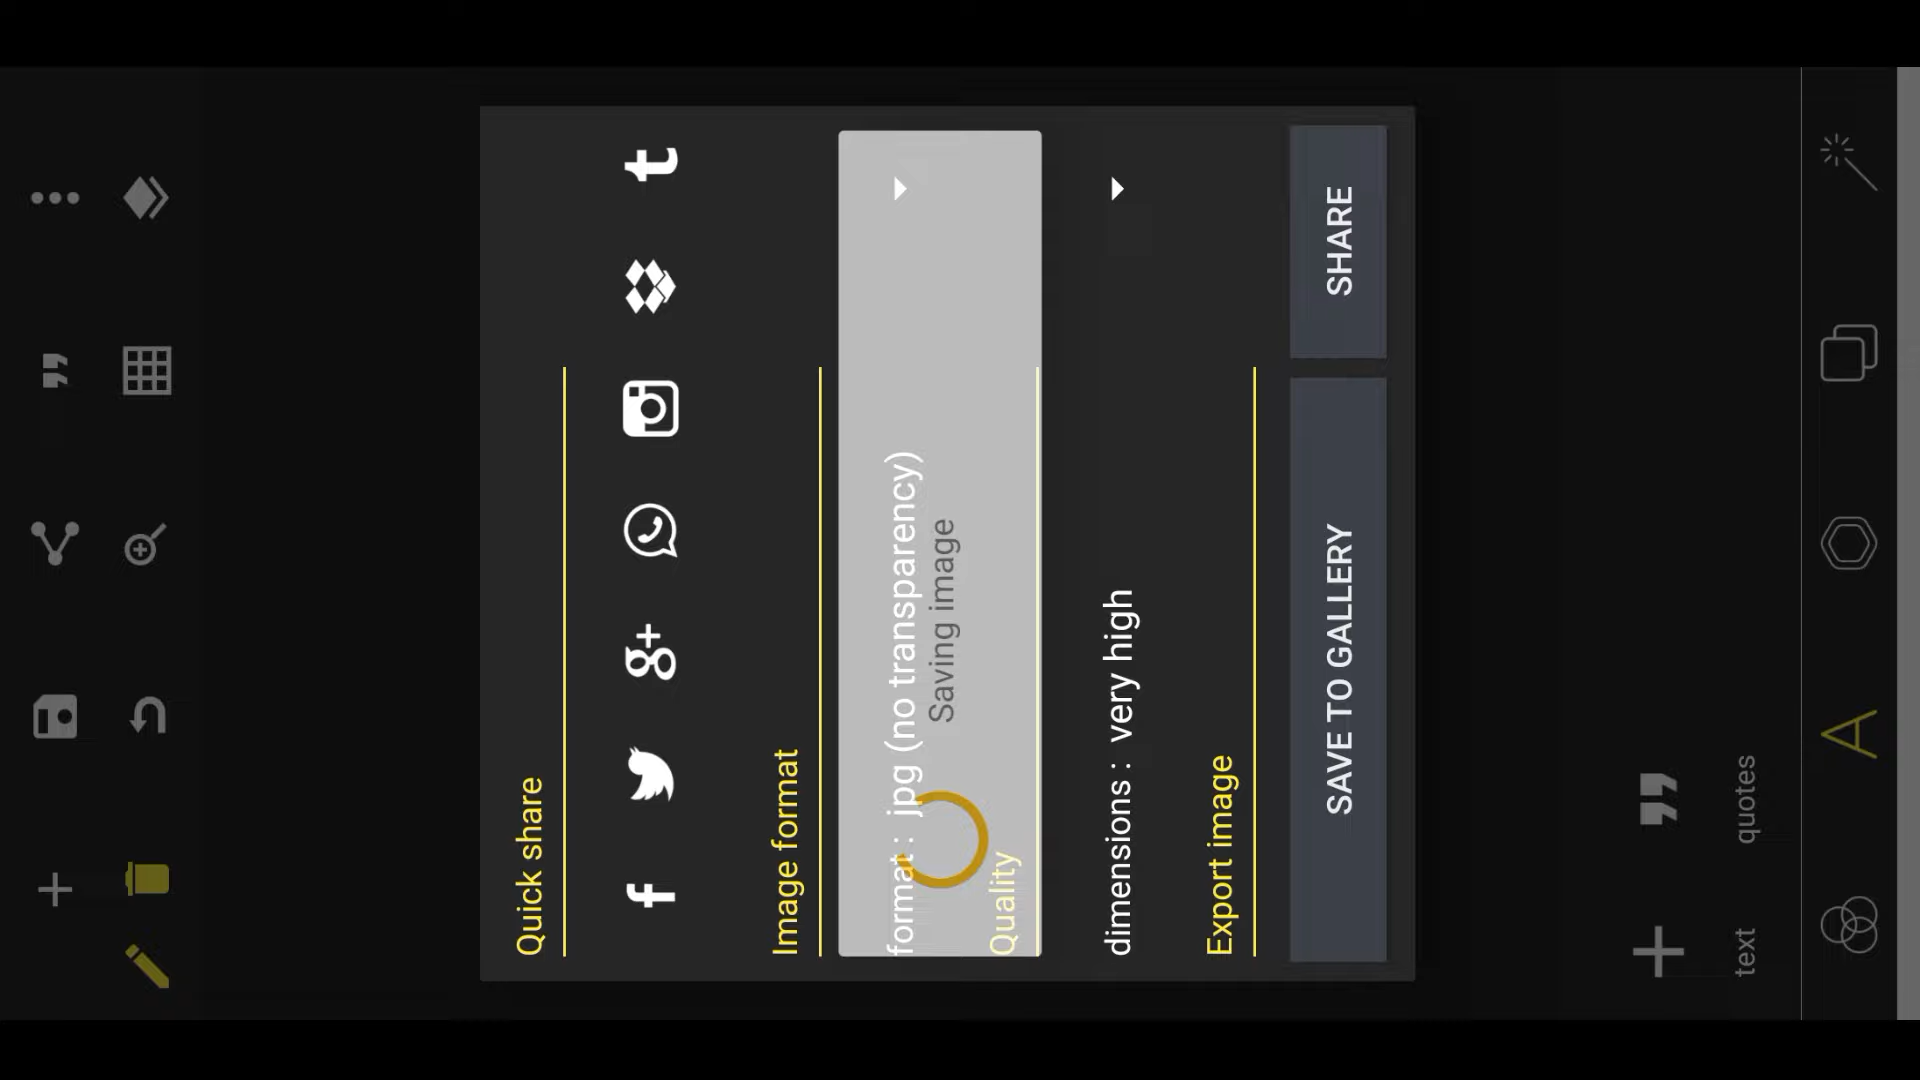 Quick share
Image format
format : jpg (no transparency)
Saving image
Quality
dimensions : very high
Export image
SAVE TO GALLERY
SHARE
text
quotes